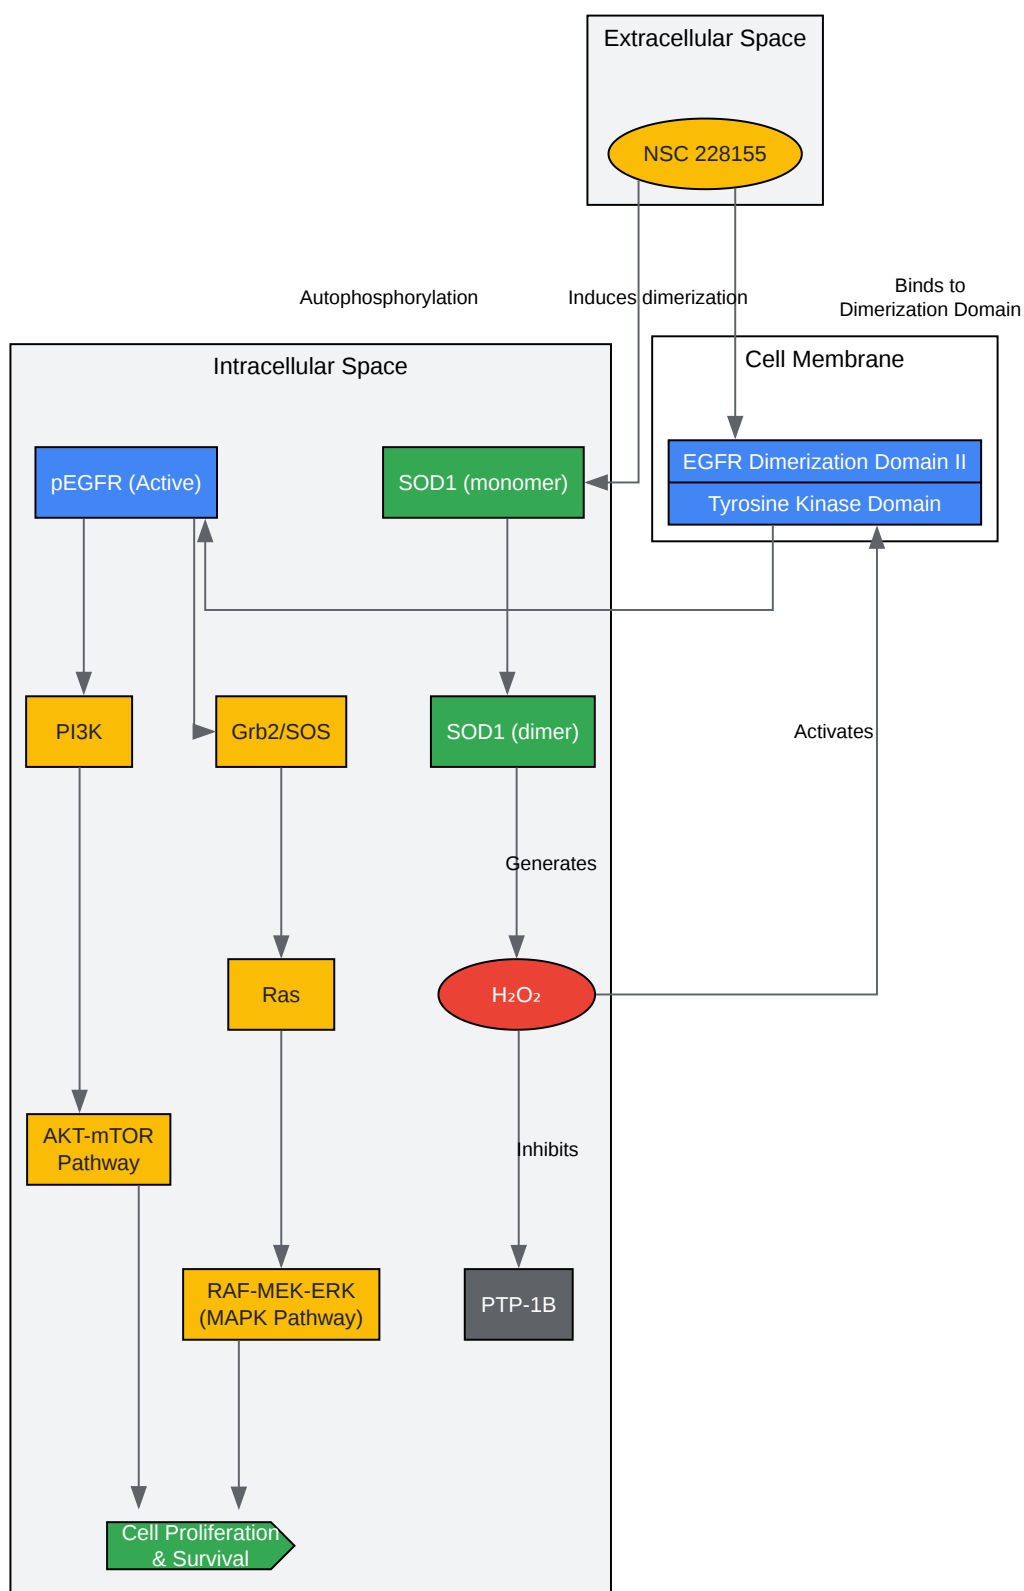 Extracellular Space
NSC 228155
Autophosphorylation
Induces dimerization
Binds to
Dimerization Domain
Intracellular Space
Cell Membrane
pEGFR (Active)
SOD1 (monomer)
EGFR Dimerization Domain II
Tyrosine Kinase Domain
PI3K
Grb2/SOS
SOD1 (dimer)
Activates
Generates
Ras
H₂O₂
AKT-mTOR
Pathway
Inhibits
RAF-MEK-ERK
(MAPK Pathway)
PTP-1B
Cell Proliferation
& Survival